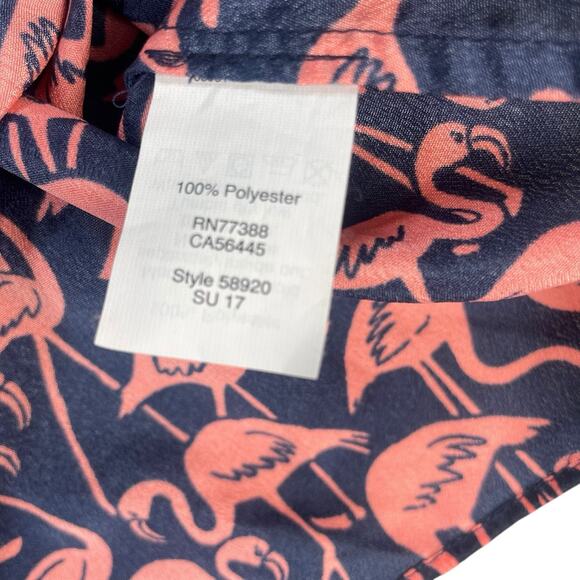 100% Polyester
RN77388
CA56445
Style 58920
SU 17